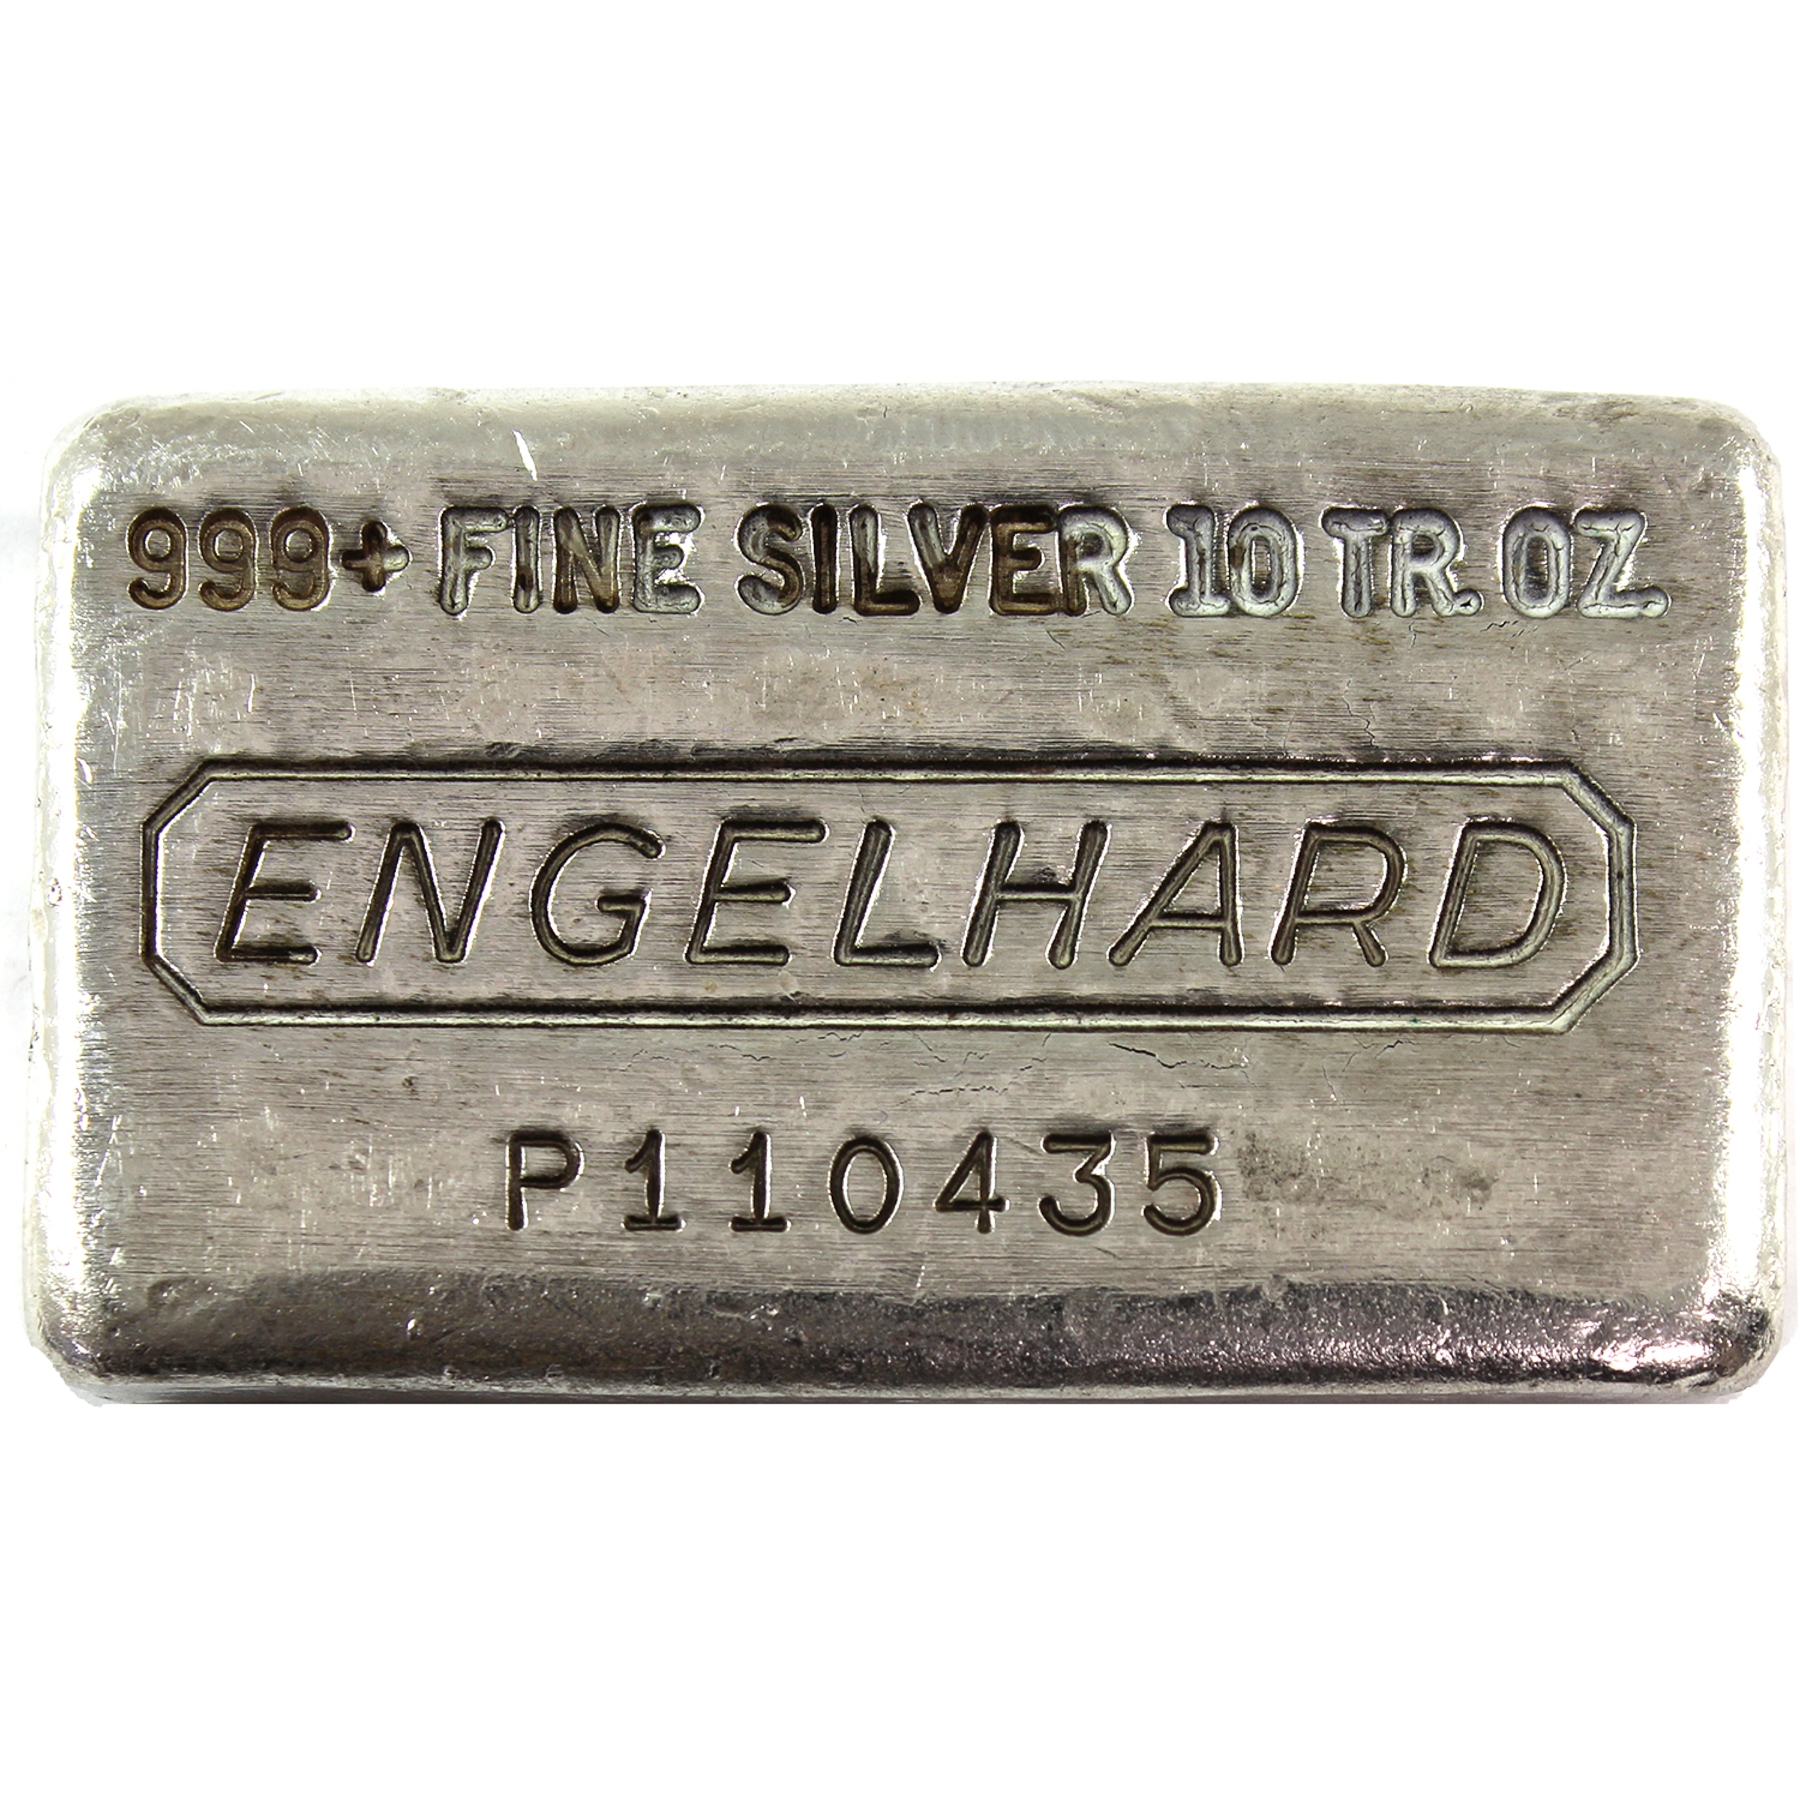 999+ FINE SILVER 10 TR. OZ.
ENGELHARD
P110435